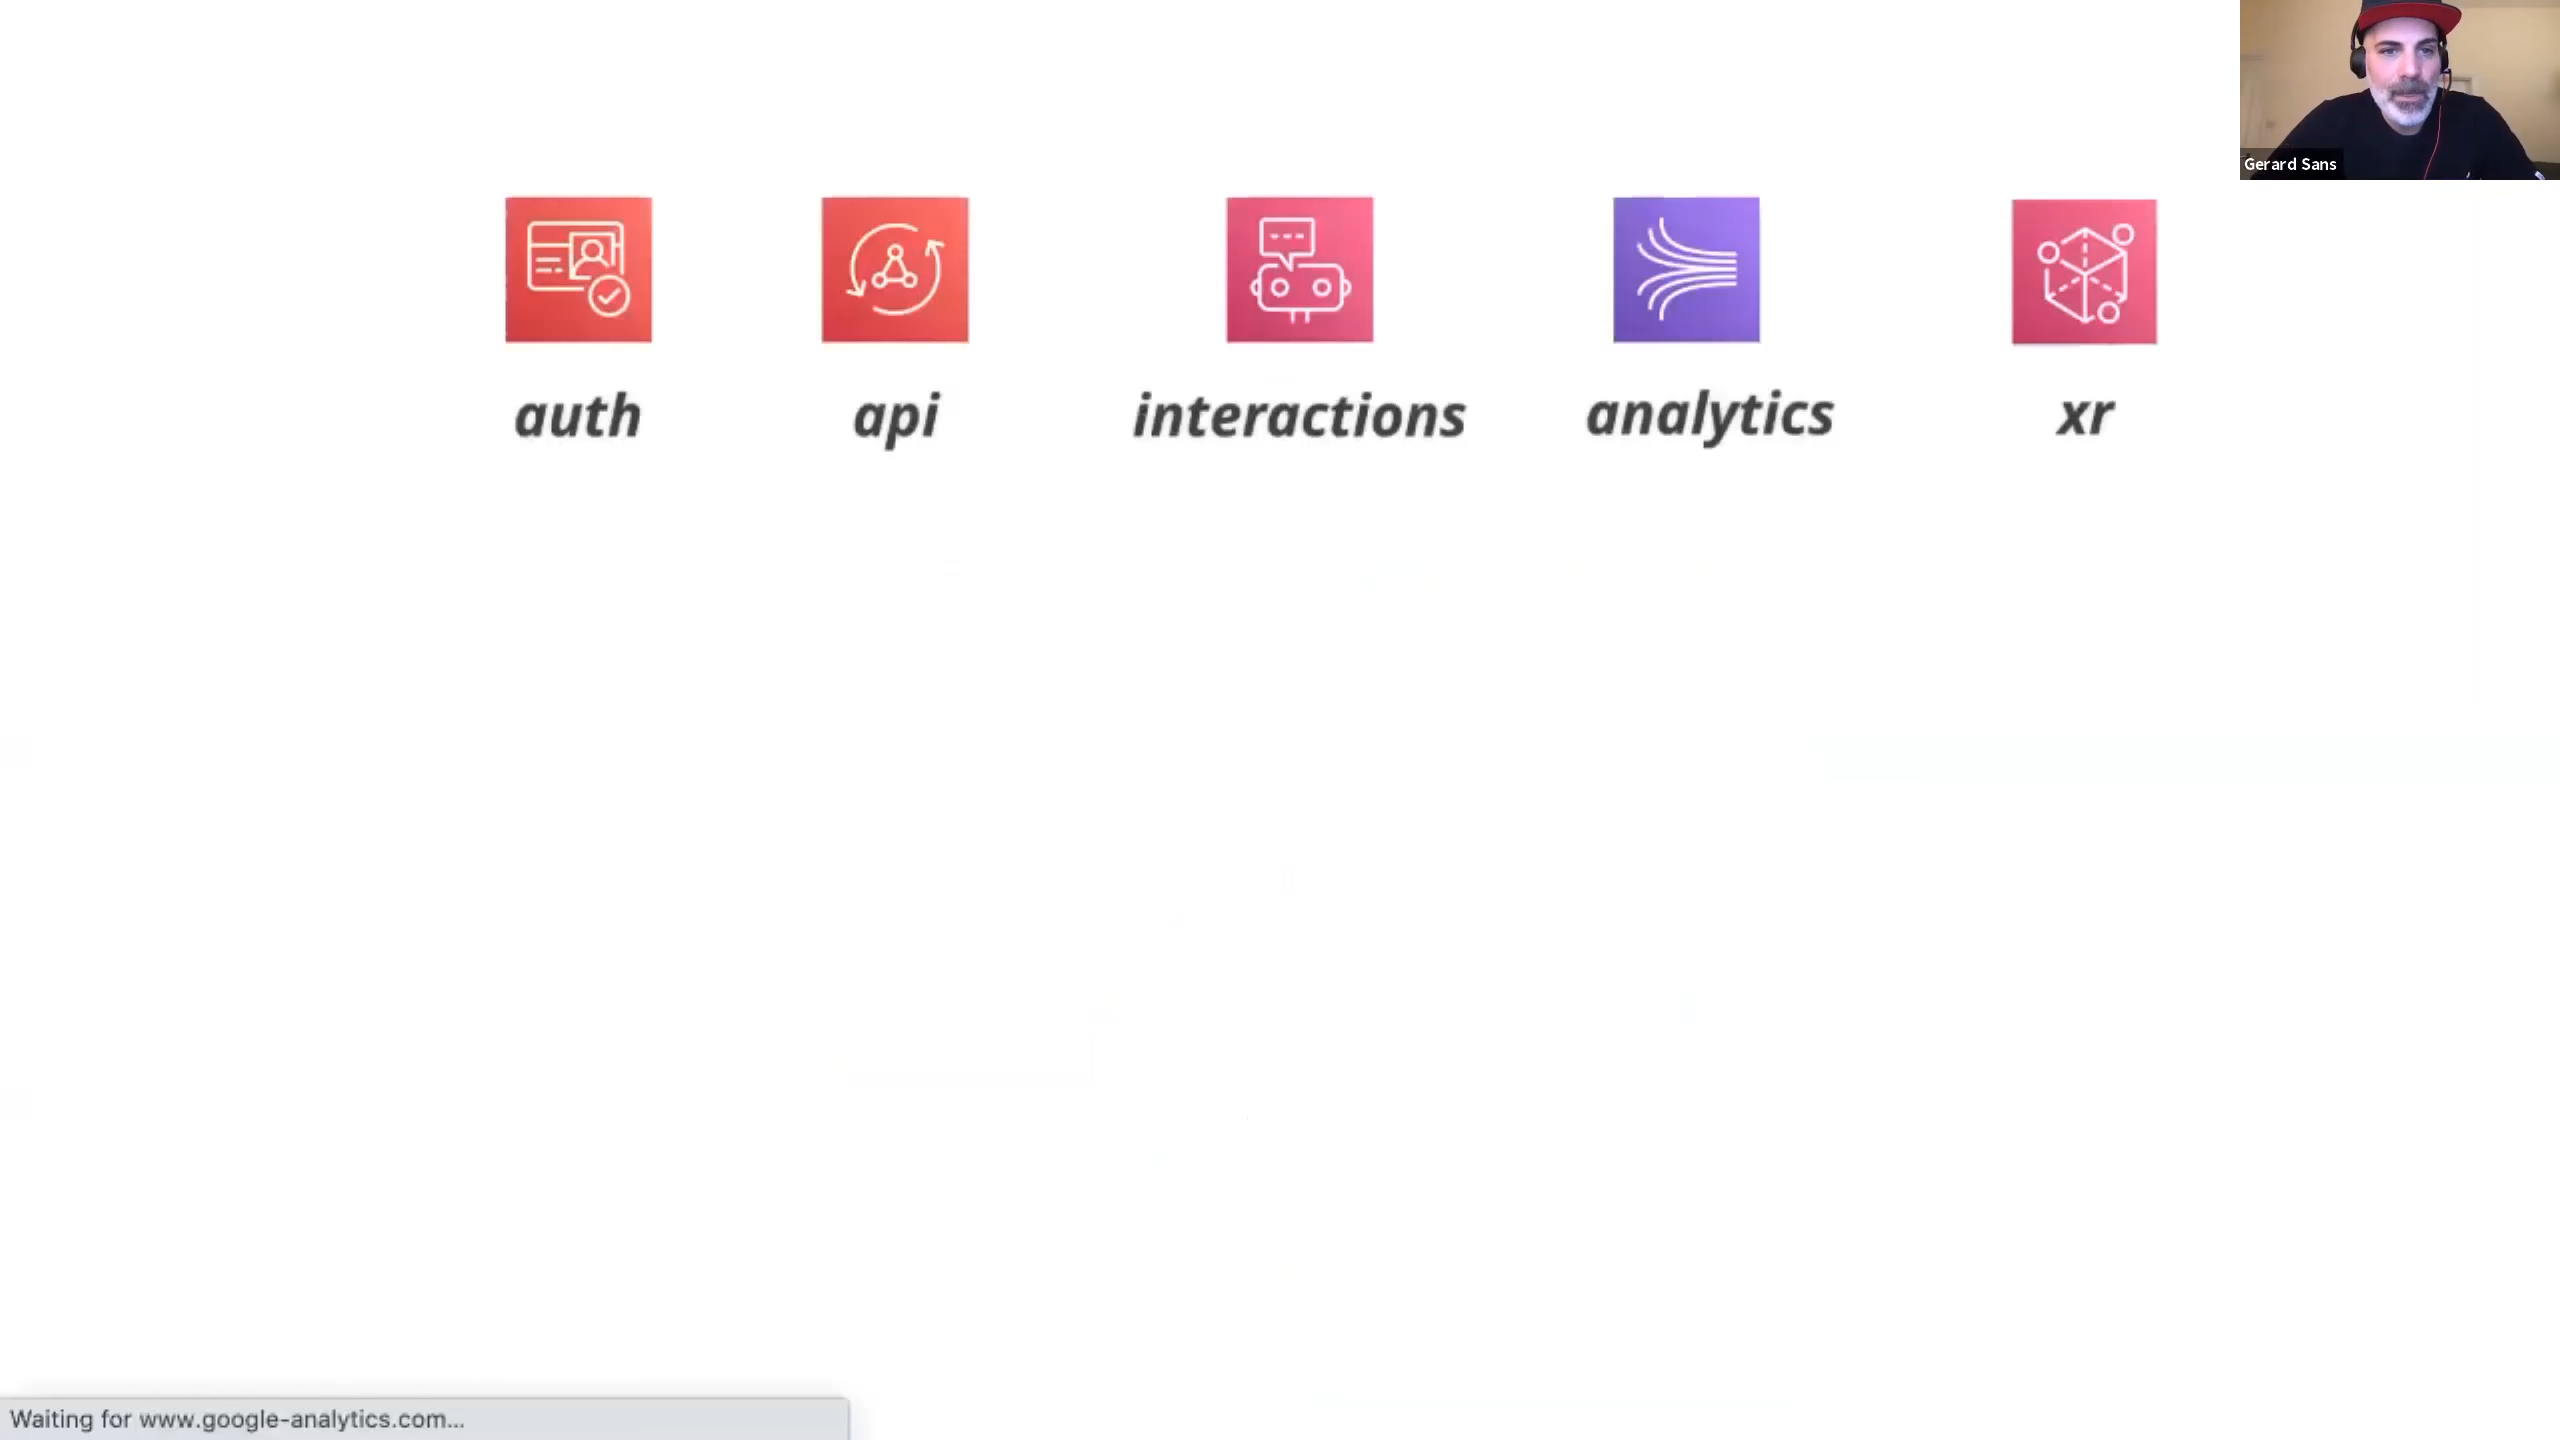 Gerard Sans
auth api interactions analytics xr
Waiting for www.google-analytics.com...